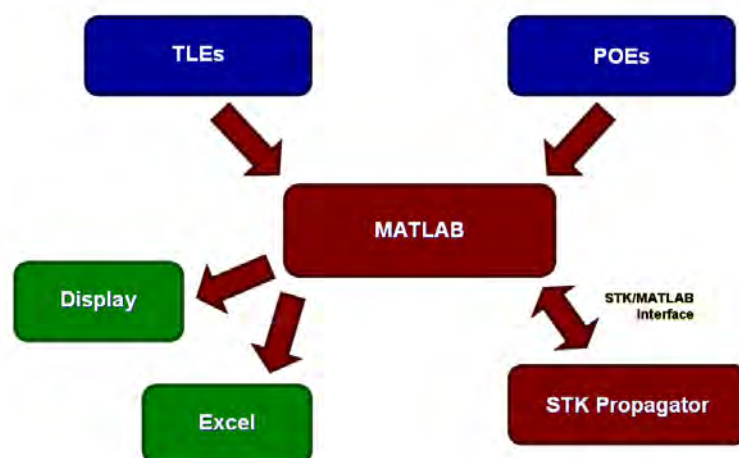 TLEs
POEs
MATLAB
Display
STK/MATLAB
Interface
Excel
STK Propagator